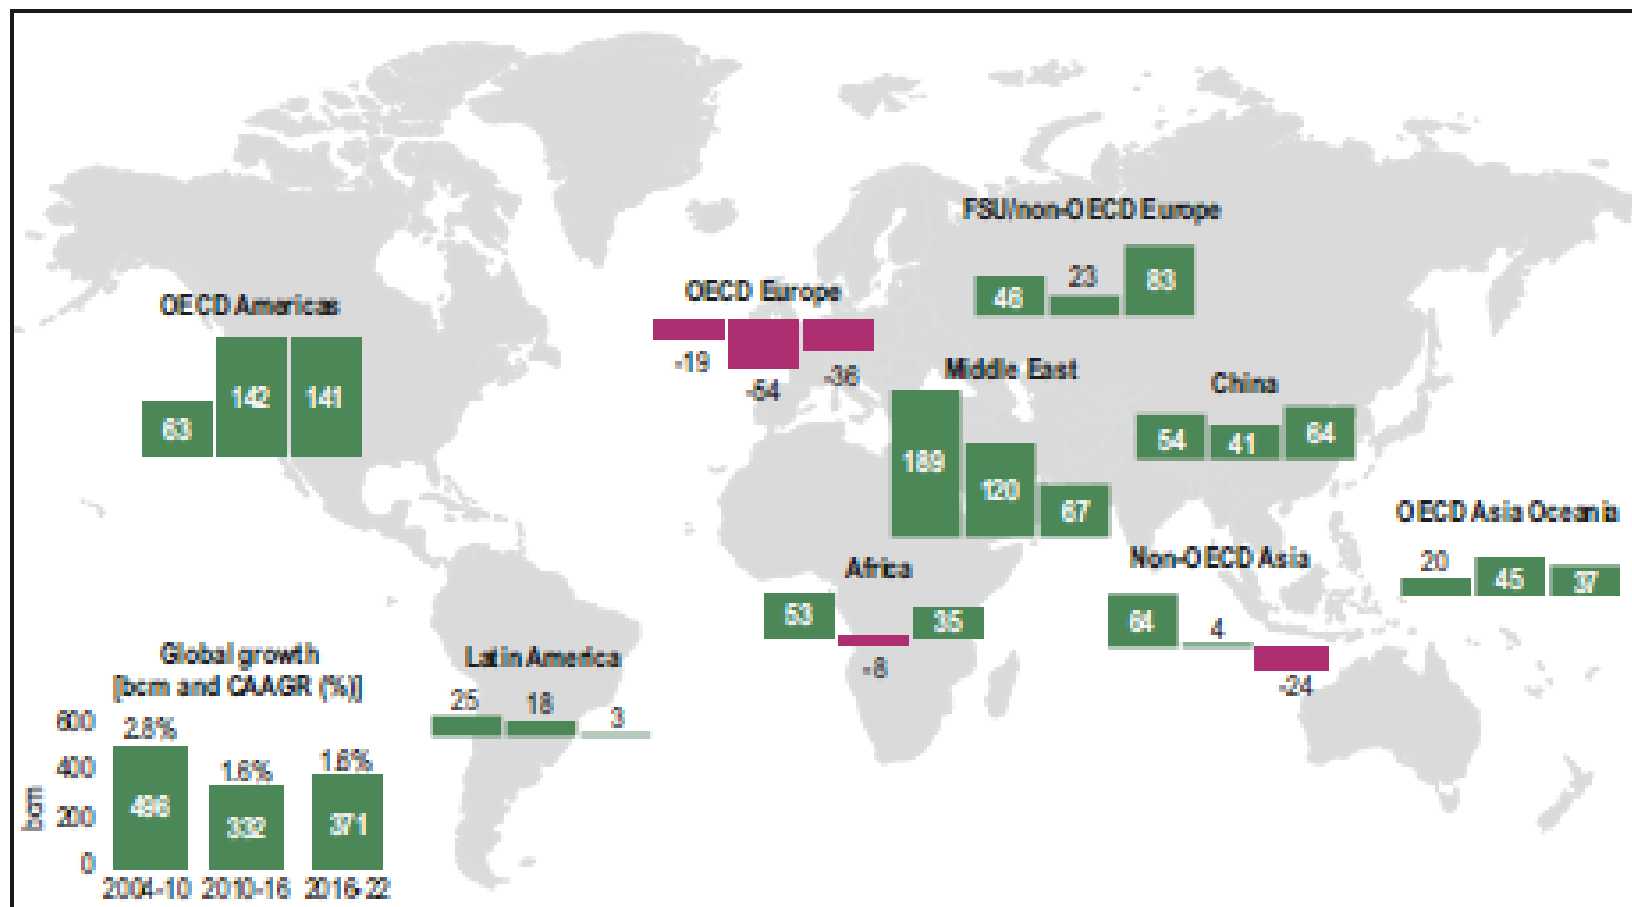 FSU/non-OECD Europe
46 23 83
OECD Europe
-19 -54 -36
OECD Americas
63 142 141
Middle East
189 120 67
China
54 41 64
OECD Asia Oceania
20 45 37
Non-OECD Asia
64 4 -24
Africa
53 -8 35
Latin America
25 18 3
Global growth
[bcm and CAAGR (%)]
600
400
200
0
bcm
2.8% 1.6% 1.6%
496 332 371
2004-10 2010-16 2016-22